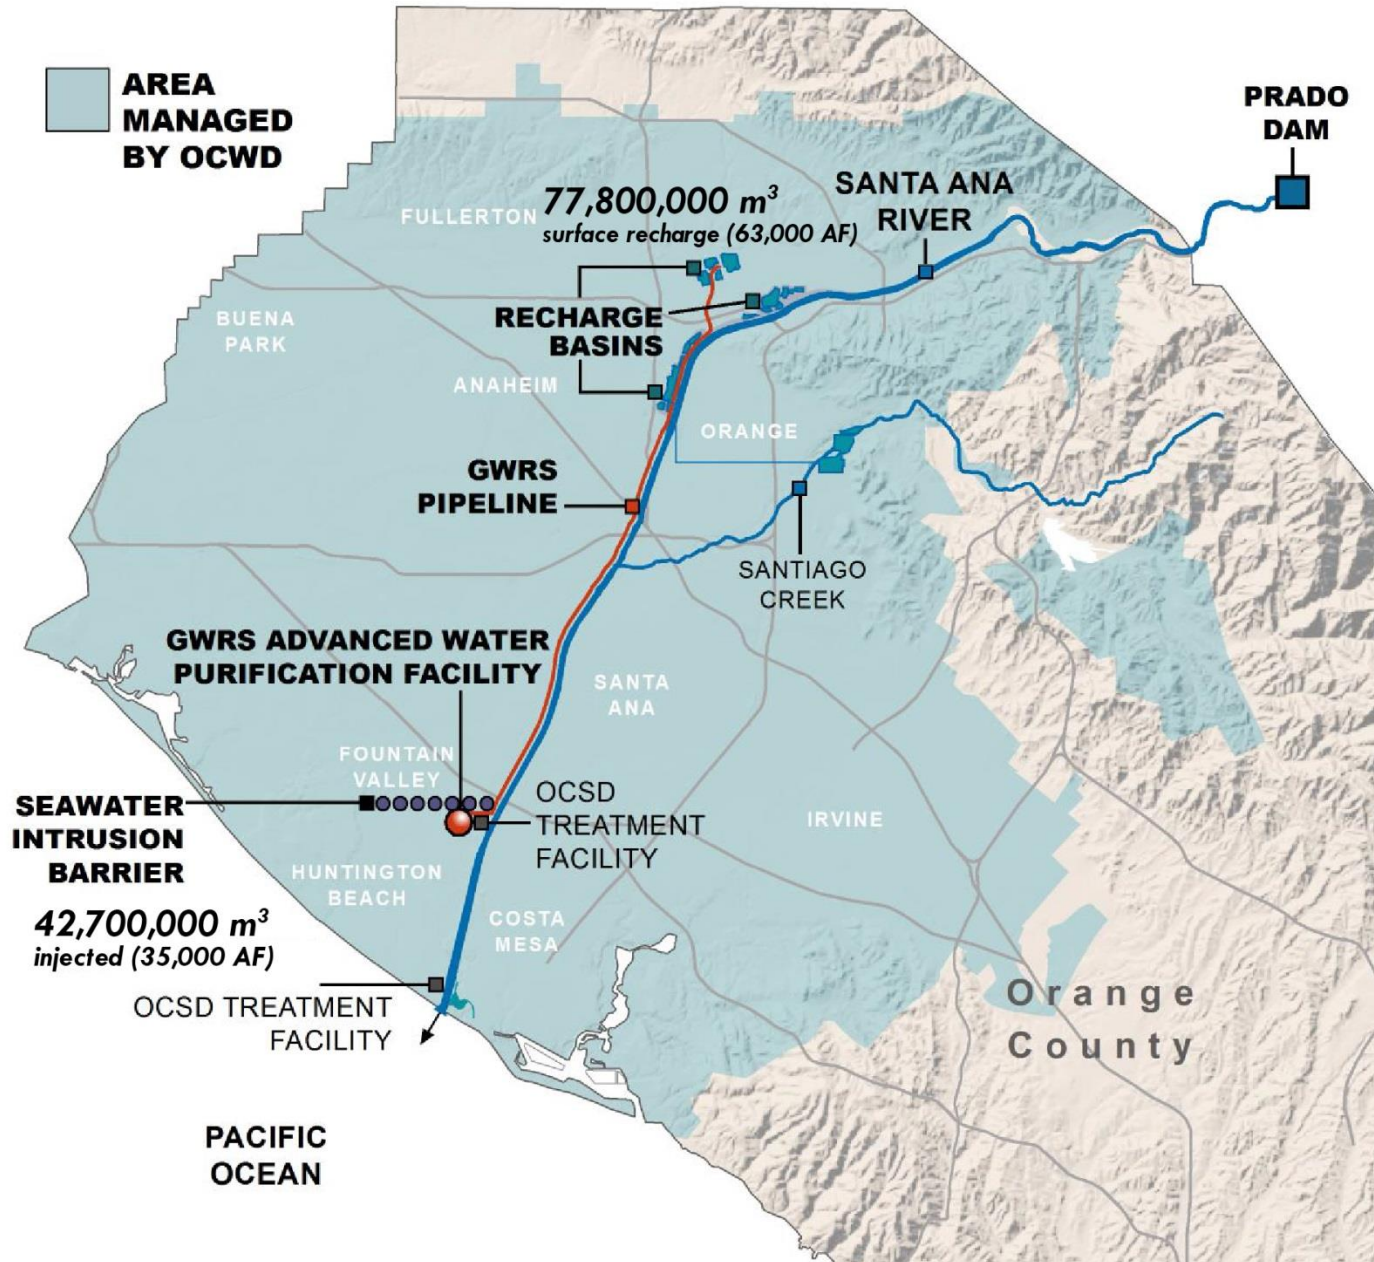 AREA
MANAGED
BY OCWD
PRADO
DAM
77,800,000 m³
surface recharge (63,000 AF)
SANTA ANA
RIVER
FULLERTON
RECHARGE
BASINS
BUENA
PARK
ANAHEIM
ORANGE
GWRS
PIPELINE
SANTIAGO
CREEK
GWRS ADVANCED WATER
PURIFICATION FACILITY
SANTA
ANA
FOUNTAIN
VALLEY
SEAWATER
INTRUSION
BARRIER
OCSD
TREATMENT
FACILITY
IRVINE
HUNTINGTON
BEACH
42,700,000 m³
injected (35,000 AF)
COSTA
MESA
OCSD TREATMENT
FACILITY
Orange
County
PACIFIC
OCEAN